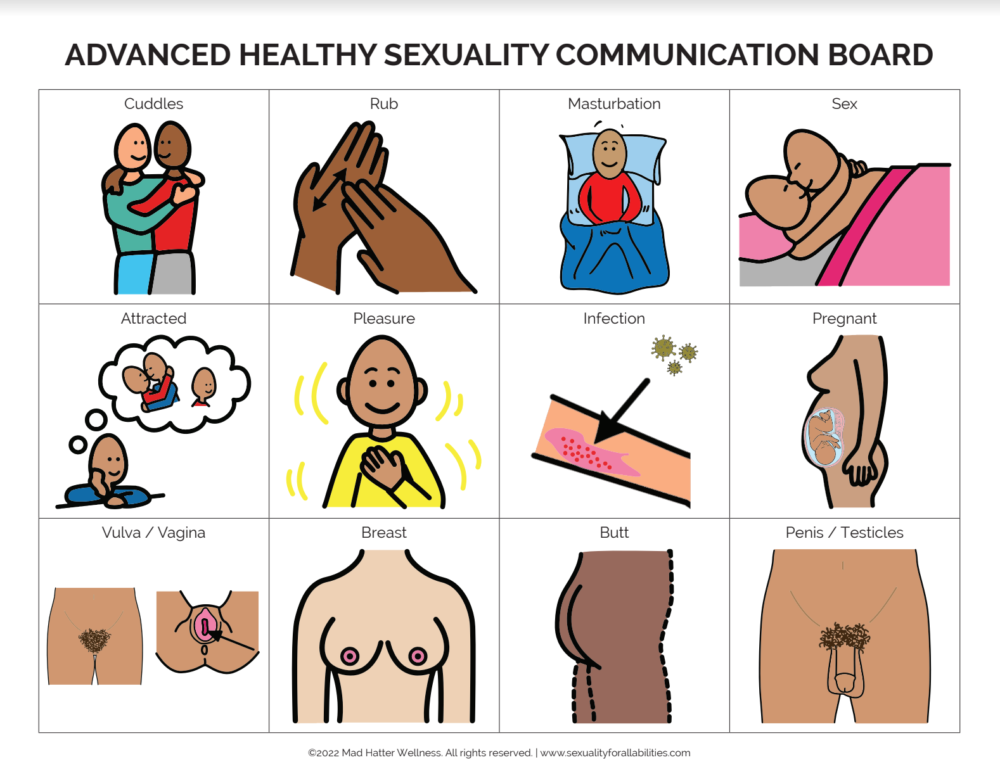 ADVANCED HEALTHY SEXUALITY COMMUNICATION BOARD
Cuddles
Rub
Masturbation
Sex
Attracted
Pleasure
Infection
Pregnant
Vulva / Vagina
Breast
Butt
Penis / Testicles
©2022 Mad Hatter Wellness. All rights reserved. | www.sexualityforallabilities.com